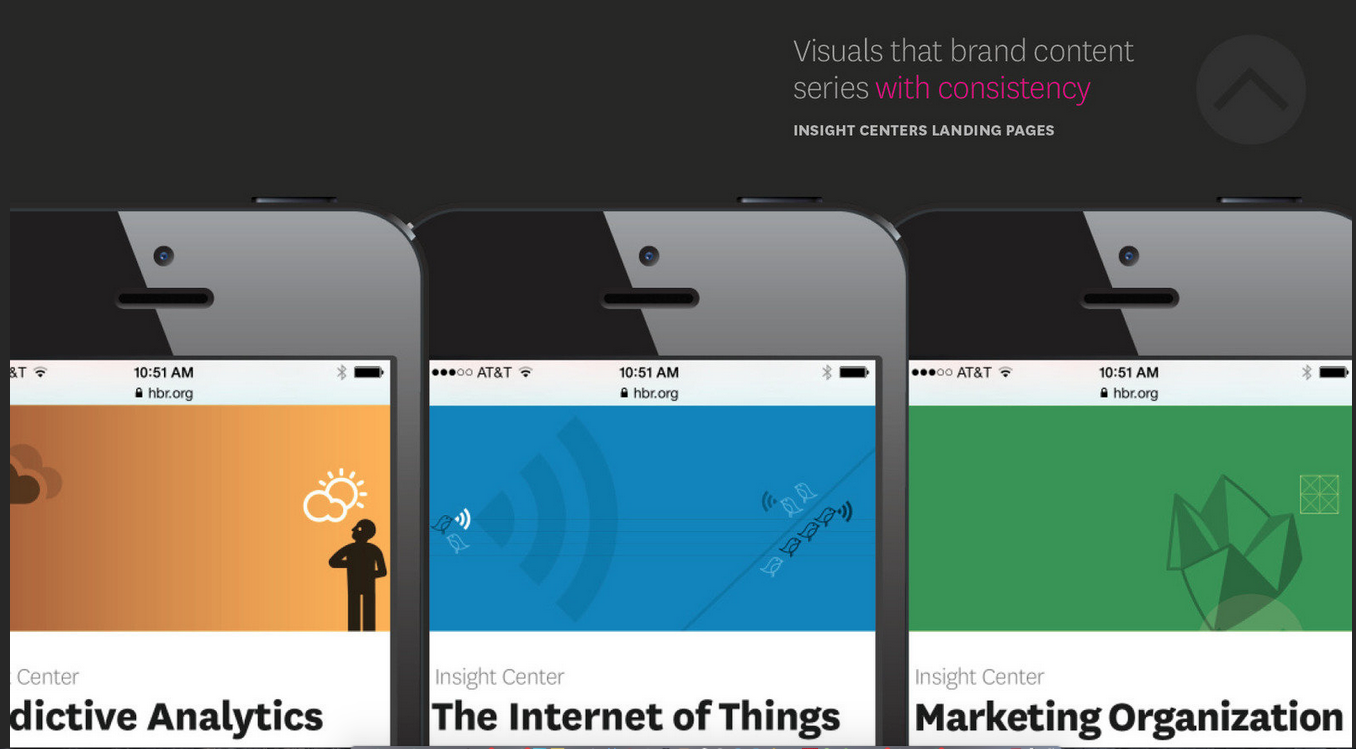 Visuals that brand content
series with consistency
INSIGHT CENTERS LANDING PAGES
&T 10:51 AM
hbr.org
AT&T 10:51 AM
hbr.org
AT&T 10:51 AM
hbr.org
Center
dictive Analytics
Insight Center
The Internet of Things
Insight Center
Marketing Organization